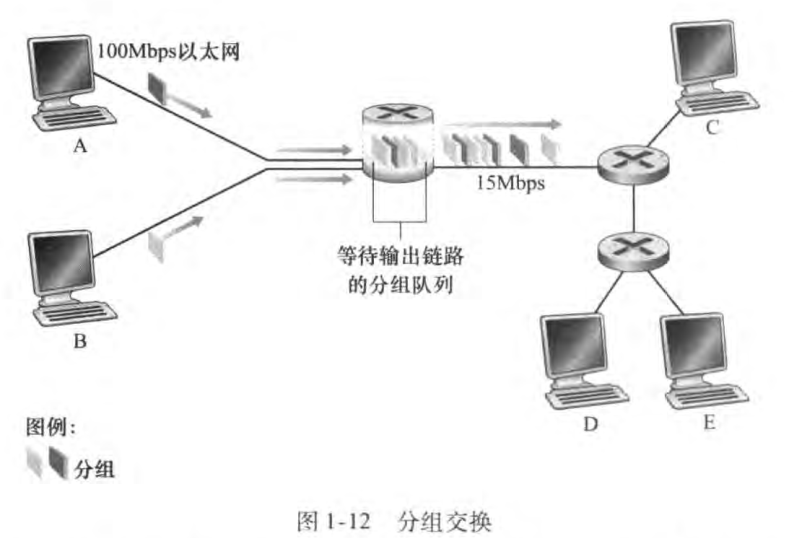 100Mbps以太网
A
C
15Mbps
等待输出链路
的分组队列
B
D
E
图例：
分组
图 1-12 分组交换